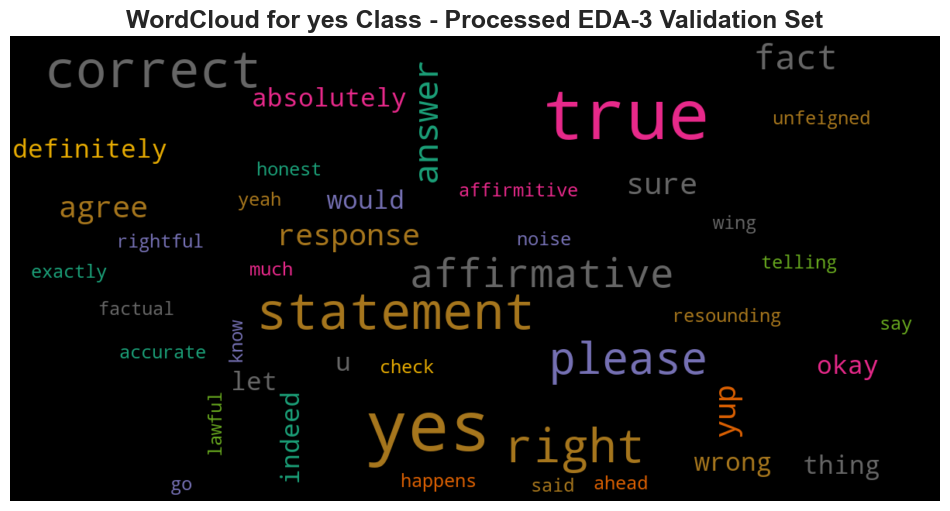 WordCloud for yes Class - Processed EDA-3 Validation Set
correct
fact
true
absolutely
answer
unfeigned
definitely
honest
affirmitive
sure
yeah
would
agree
wing
response
rightful
noise
exactly
much
affirmative
telling
factual
statement
resounding
say
know
accurate
u
check
please
okay
let
lawful
indeed
yes
right
yup
wrong
thing
go
happens
said
ahead